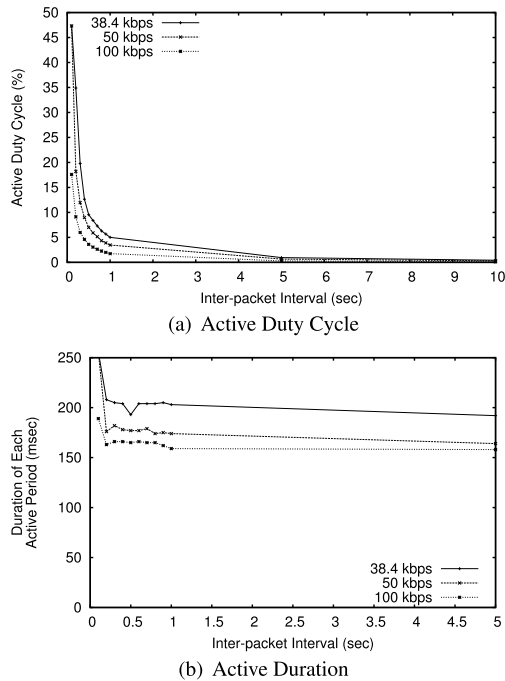 50
45
40
35
30
25
20
15
10
5
0
Active Duty Cycle (%)
38.4 kbps
50 kbps
100 kbps
0 1 2 3 4 5 6 7 8 9 10
Inter-packet Interval (sec)
(a) Active Duty Cycle
250
200
150
100
50
0
Duration of Each
Active Period (msec)
38.4 kbps
50 kbps
100 kbps
0 0.5 1 1.5 2 2.5 3 3.5 4 4.5 5
Inter-packet Interval (sec)
(b) Active Duration